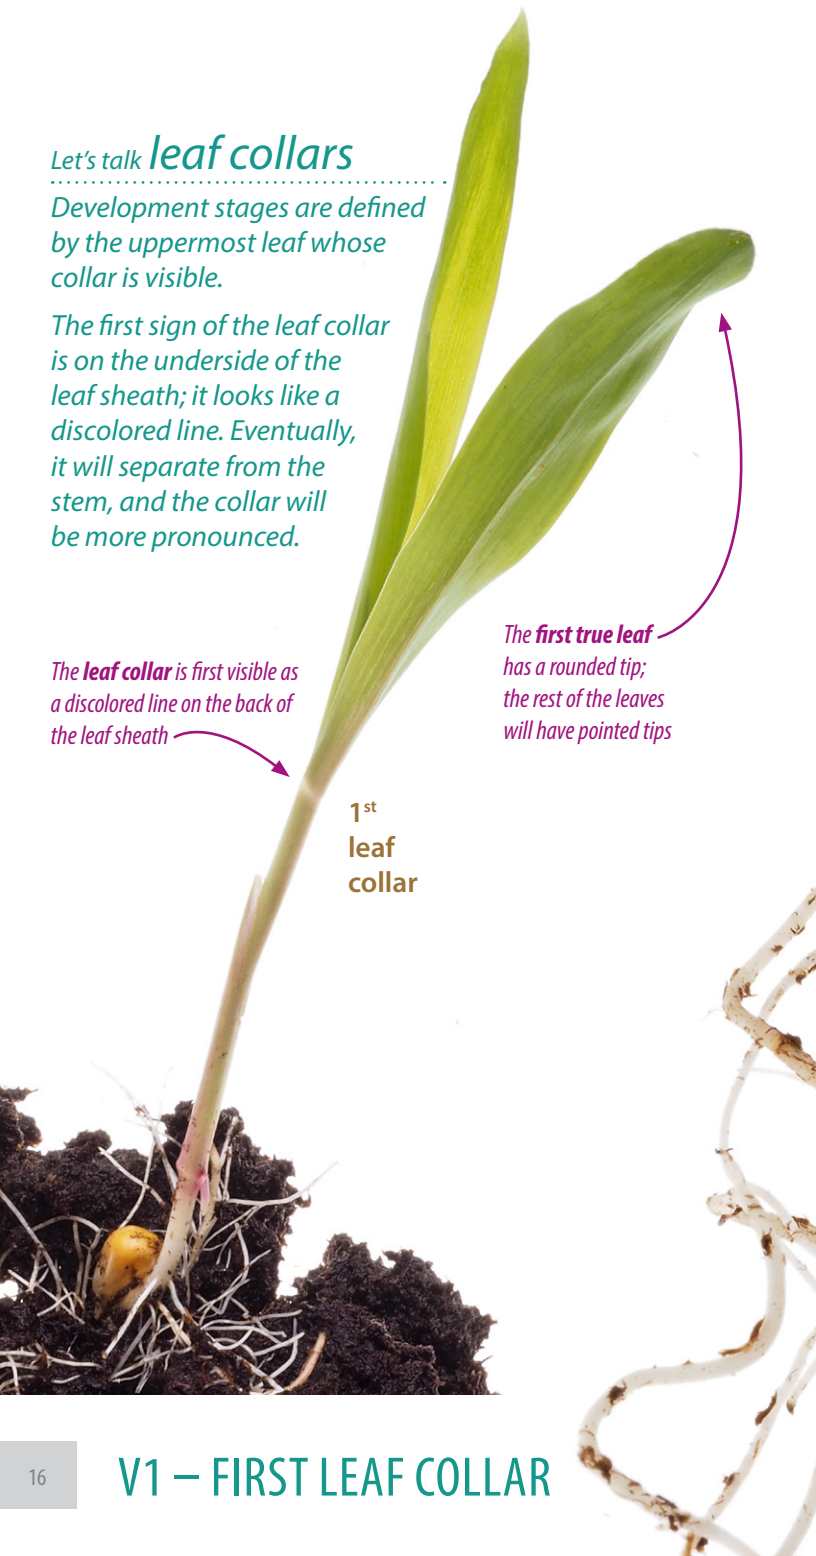 Let's talk leaf collars
Development stages are defined
by the uppermost leaf whose
collar is visible.
The first sign of the leaf collar
is on the underside of the
leaf sheath; it looks like a
discolored line. Eventually,
it will separate from the
stem, and the collar will
be more pronounced.
The first true leaf
has a rounded tip;
the rest of the leaves
will have pointed tips
The leaf collar is first visible as
a discolored line on the back of
the leaf sheath
1st
leaf
collar
16
V1 – FIRST LEAF COLLAR